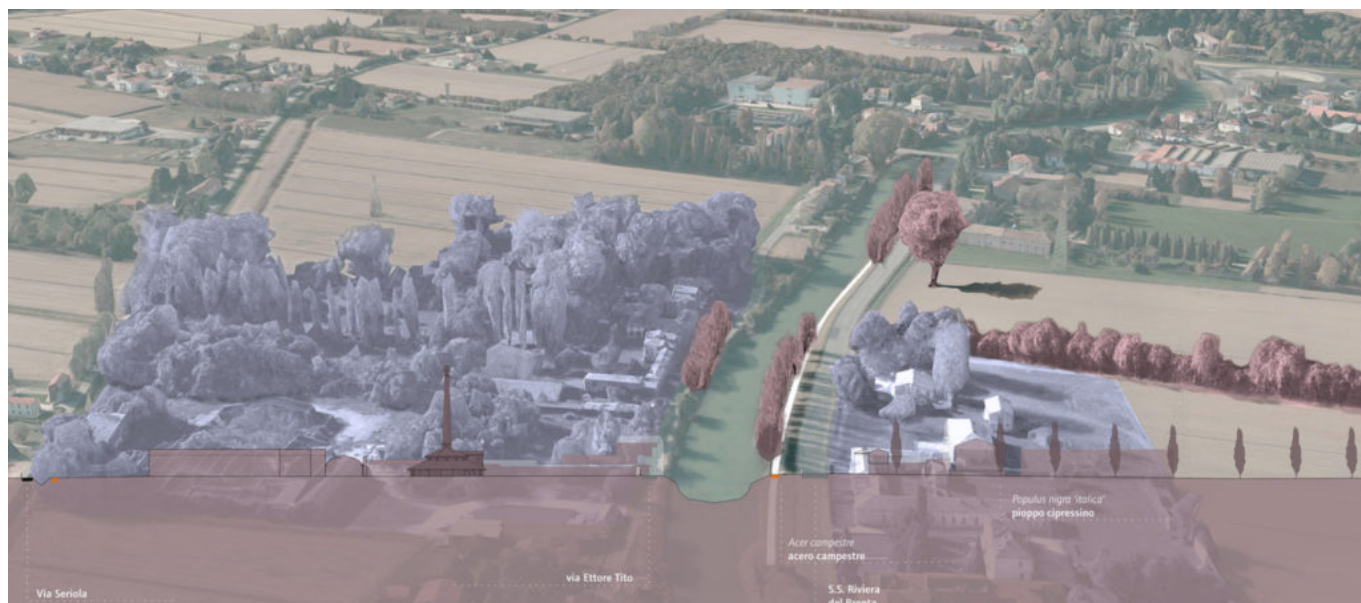 Populus nigra 'italica'
pioppo cipressino
Acer campestre
acero campestre
via Ettore Tito
Via Seriola
S.S. Riviera
del Brenta